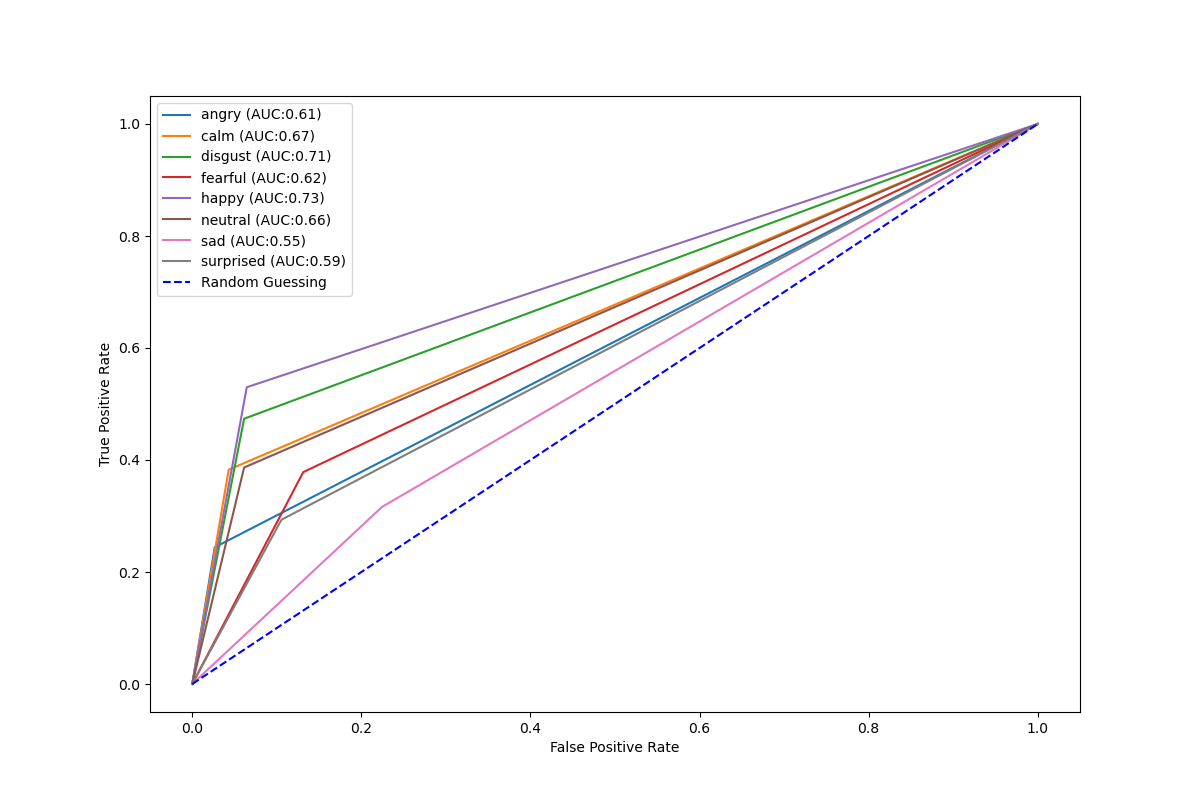 angry (AUC:0.61)
calm (AUC:0.67)
disgust (AUC:0.71)
fearful (AUC:0.62)
happy (AUC:0.73)
neutral (AUC:0.66)
sad (AUC:0.55)
surprised (AUC:0.59)
Random Guessing
True Positive Rate
1.0
0.8
0.6
0.4
0.2
0.0
0.0 0.2 0.4 0.6 0.8 1.0
False Positive Rate